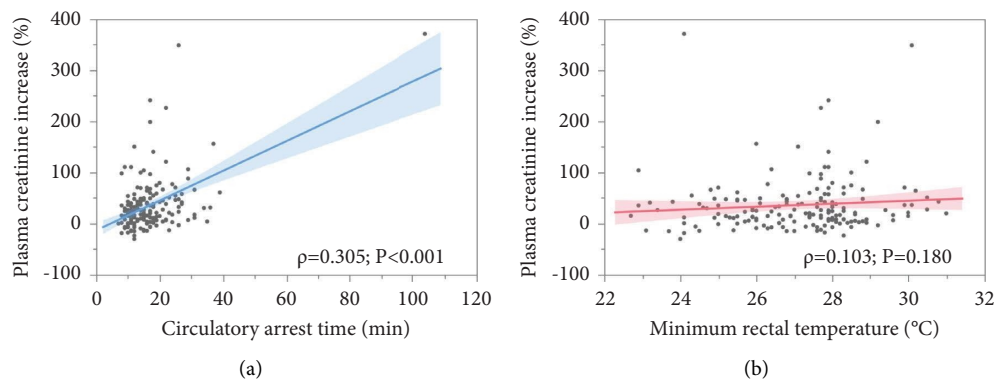 Plasma creatinine increase (%)
400
300
200
100
0
-100
ρ=0.305; P<0.001
0 20 40 60 80 100 120
Circulatory arrest time (min)
(a)
Plasma creatinine increase (%)
400
300
200
100
0
-100
ρ=0.103; P=0.180
22 24 26 28 30 32
Minimum rectal temperature (°C)
(b)